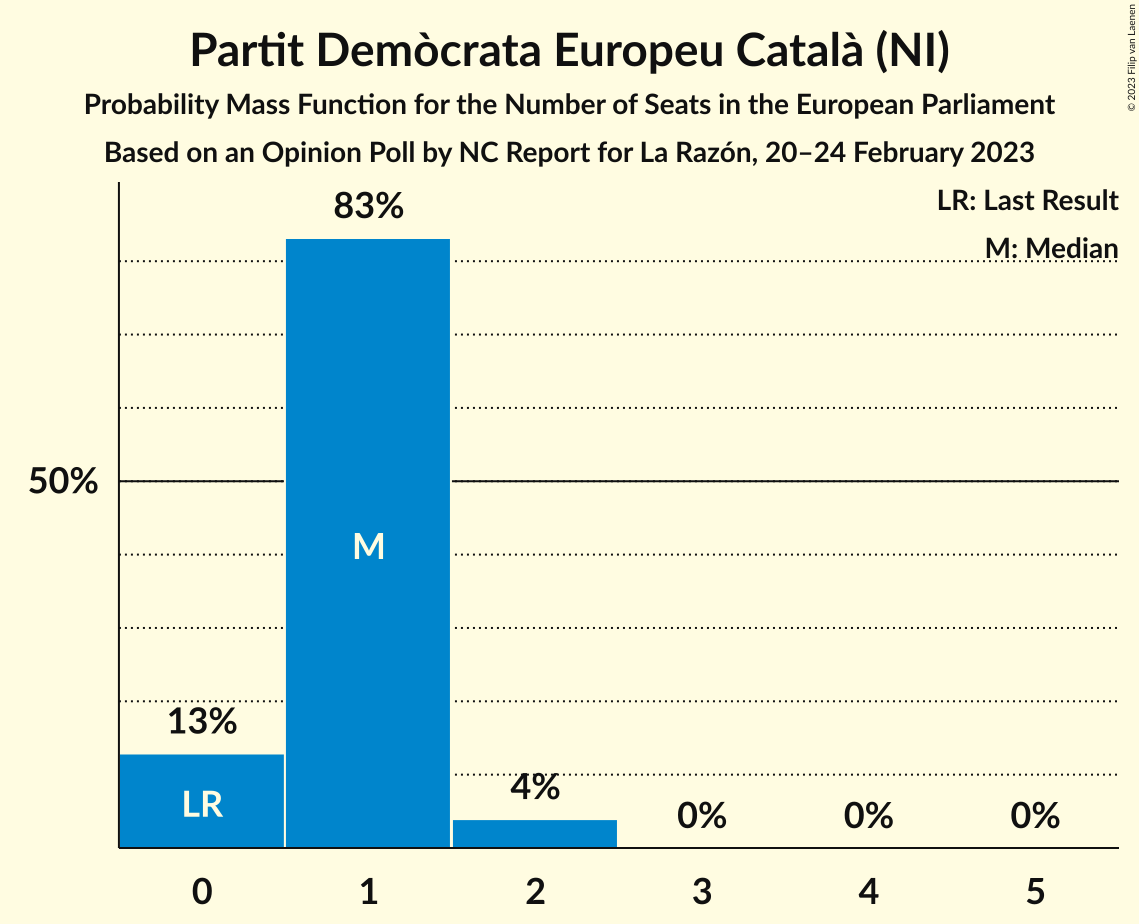 Partit Demòcrata Europeu Català (NI)
Probability Mass Function for the Number of Seats in the European Parliament
Based on an Opinion Poll by NC Report for La Razón, 20–24 February 2023
© 2023 Filip van Laenen
LR: Last Result
M: Median
83%
50%
M
13%
LR
4%
0%
0%
0%
0
1
2
3
4
5